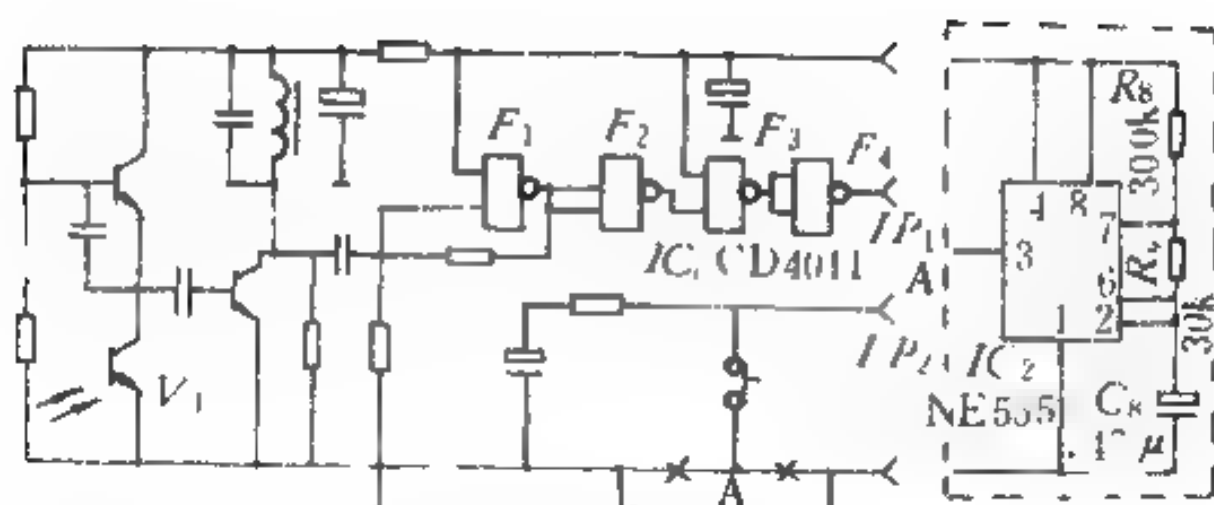 F₁
F₂
F₃
F₄
IC₁ CD4011
IP₁
A
IP₂
V₁
A
R₈
300k
4
8
7
3
6
2
1
30k
IC₂
NE555
C₈
μ